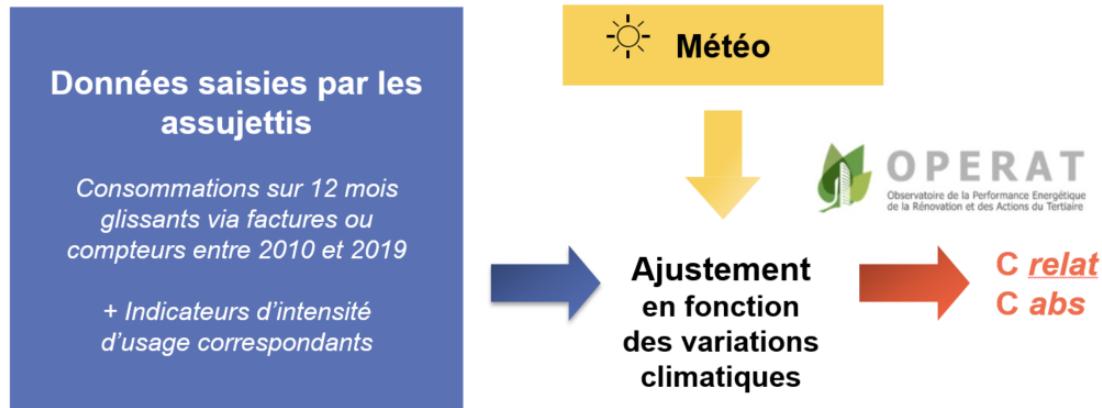 Données saisies par les
assujettis
Consommations sur 12 mois
glissants via factures ou
compteurs entre 2010 et 2019
+ Indicateurs d'intensité
d'usage correspondants
Météo
OPERAT
Observatoire de la Performance Energétique
de la Rénovation et des Actions du Tertiaire
Ajustement
en fonction
des variations
climatiques
C relat
C abs